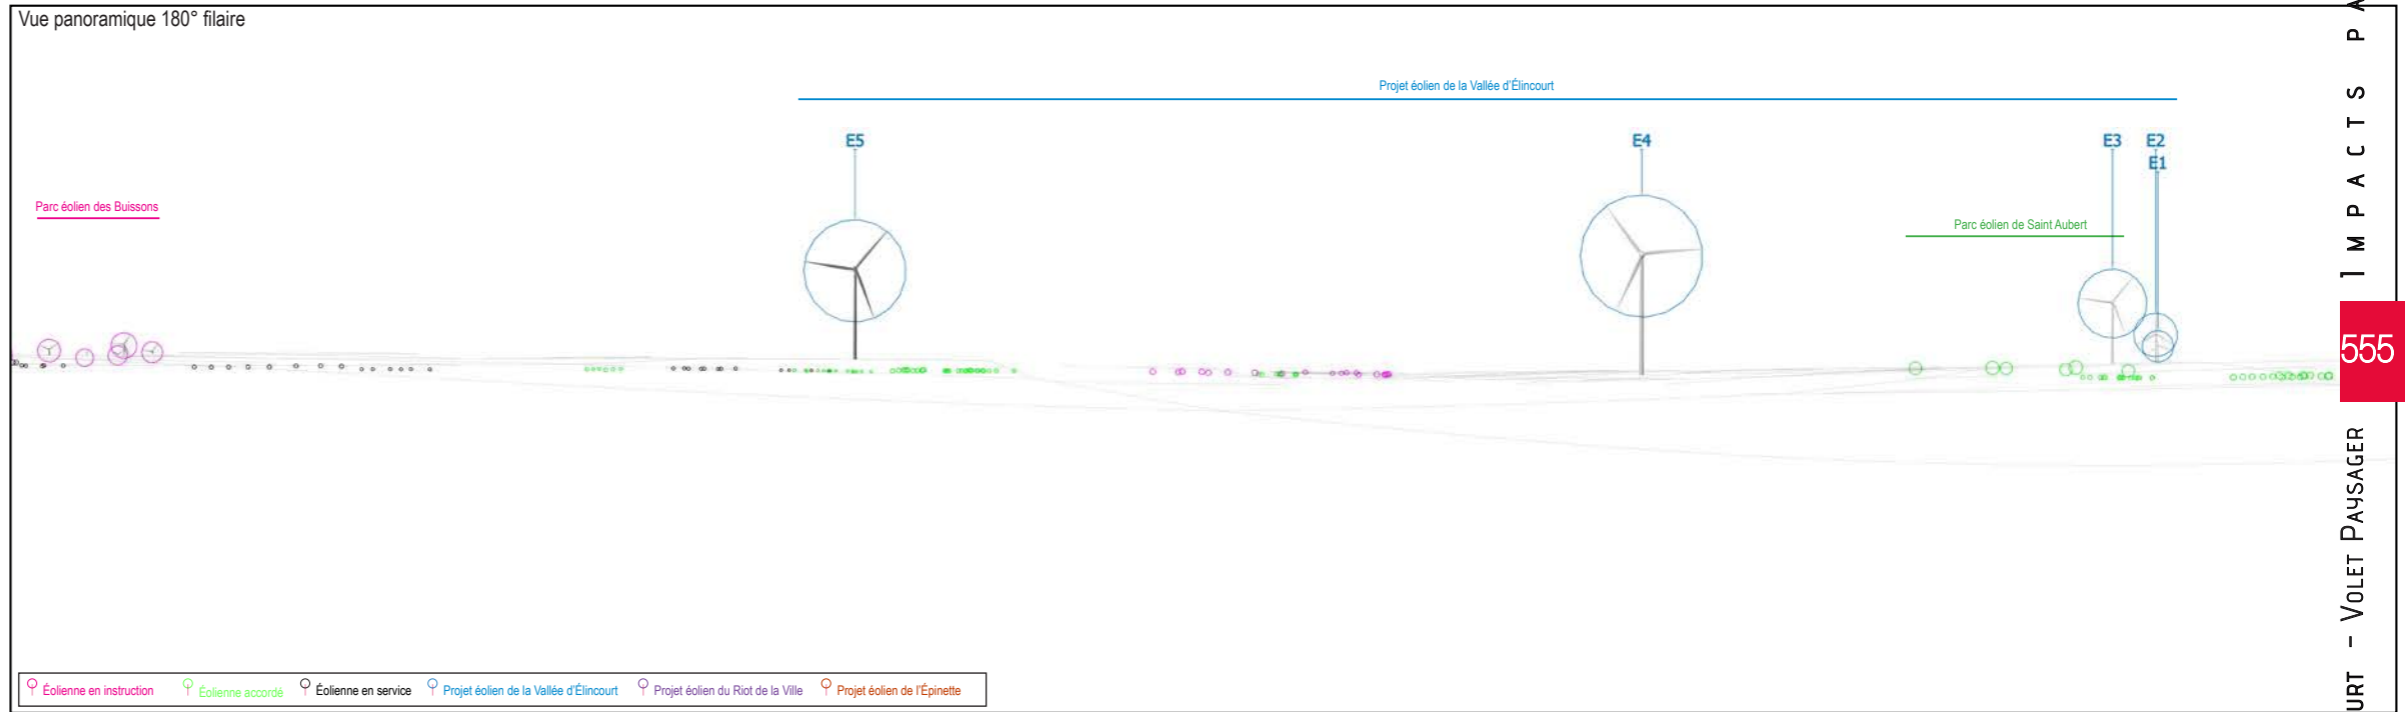 Vue panoramique 180° filaire
Projet éolien de la Vallée d'Élincourt
E5
E4
E3
E2
E1
Parc éolien des Buissons
Parc éolien de Saint Aubert
Éolienne en instruction
Éolienne accordé
Éolienne en service
Projet éolien de la Vallée d'Élincourt
Projet éolien du Riot de la Ville
Projet éolien de l'Épinette
IMPACTS PA
555
URT - VOLET PAYSAGER